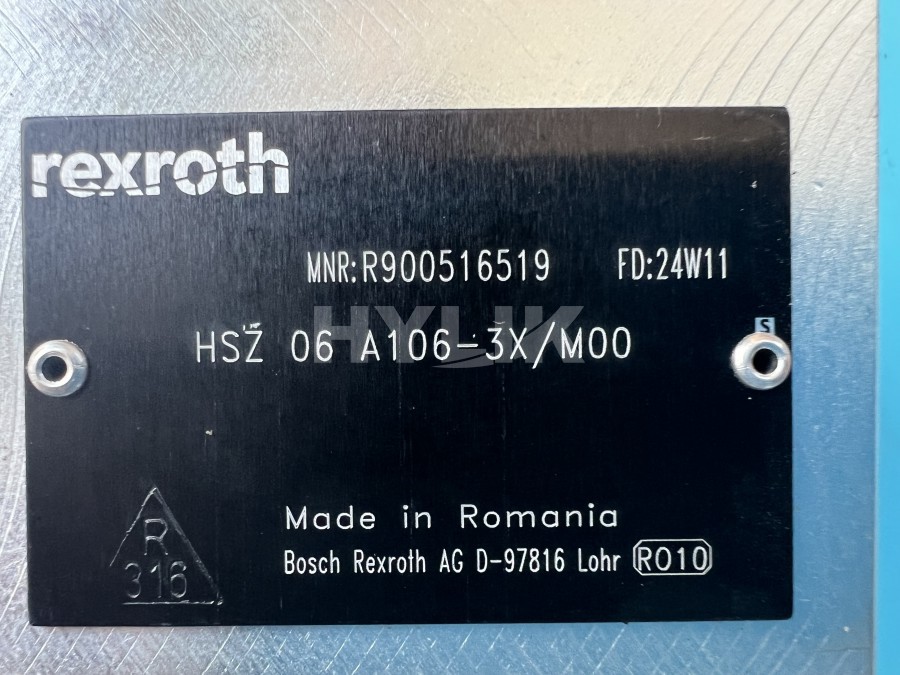 rexroth
MNR:R900516519 FD:24W11
S
HYLIK
HSZ 06 A106-3X/M00
R
316
Made in Romania
Bosch Rexroth AG D-97816 Lohr RO10